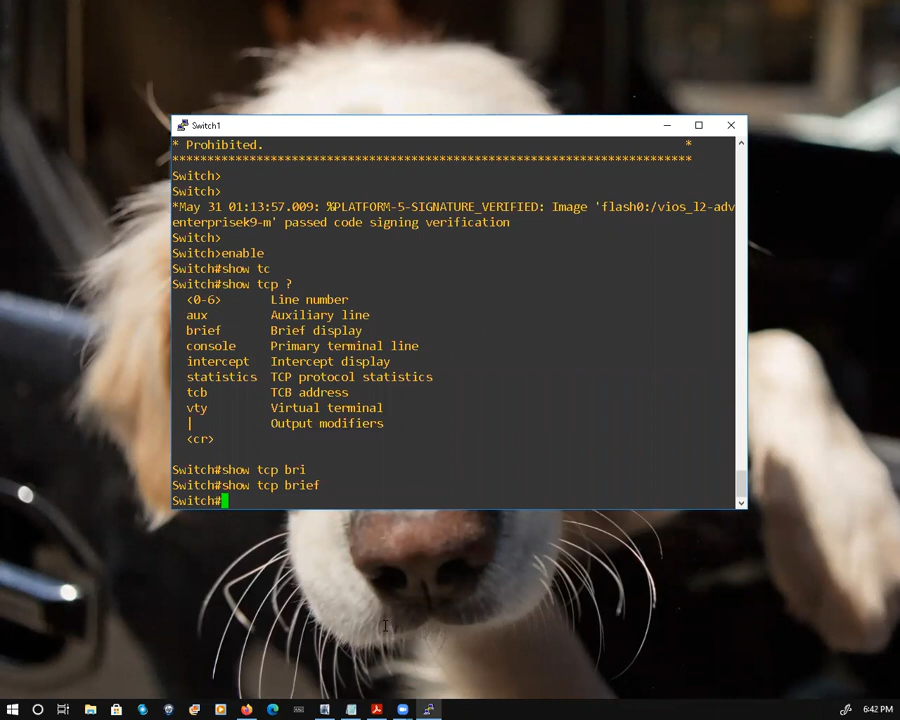 Switch1
* Prohibited. *
**************************************************************************
Switch>
Switch>
*May 31 01:13:57.009: %PLATFORM-5-SIGNATURE_VERIFIED: Image 'flash0:/vios_l2-adv
enterprisek9-m' passed code signing verification
Switch>
Switch>enable
Switch#show tc
Switch#show tcp ?
<0-6> Line number
aux Auxiliary line
brief Brief display
console Primary terminal line
intercept Intercept display
statistics TCP protocol statistics
tcb TCB address
vty Virtual terminal
| Output modifiers
<cr>
Switch#show tcp bri
Switch#show tcp brief
Switch#
6:42 PM